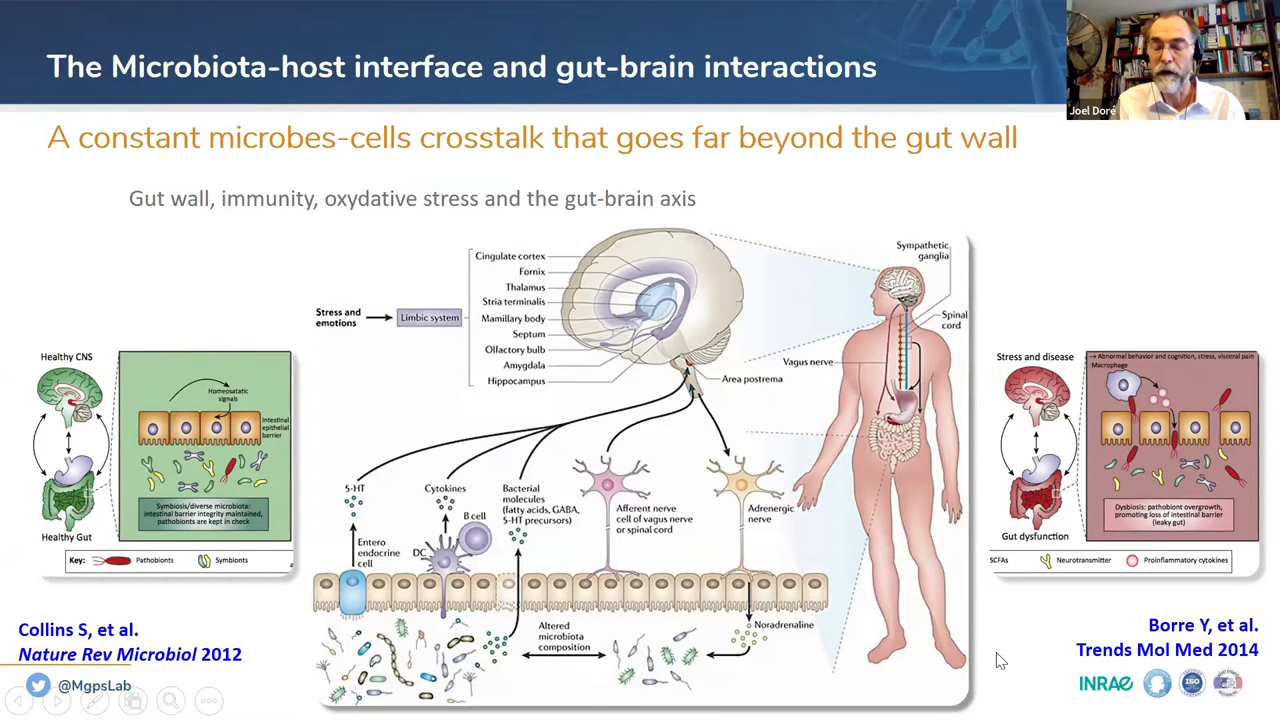 The Microbiota-host interface and gut-brain interactions
Joel Doré
A constant microbes-cells crosstalk that goes far beyond the gut wall
Gut wall, immunity, oxydative stress and the gut-brain axis
Healthy CNS
Homeosatatic
signals
Intestinal
epithelial
barrier
Symbiosis/diverse microbiota:
intestinal barrier integrity maintained,
pathobionts are kept in check
Healthy Gut
Key:
Pathobionts
Symbionts
Stress and
emotions
Limbic system
Cingulate cortex
Fornix
Thalamus
Stria terminalis
Mamillary body
Septum
Olfactory bulb
Amygdala
Hippocampus
Area postrema
Sympathetic
ganglia
Spinal
cord
Vagus nerve
5-HT
Cytokines
Bacterial
molecules
(fatty acids, GABA,
5-HT precursors)
B cell
DC
Entero
endocrine
cell
Afferent nerve
cell of vagus nerve
or spinal cord
Adrenergic
nerve
Altered
microbiota
composition
Noradrenaline
Stress and disease
→ Abnormal behavior and cognition, stress, visceral pain
Macrophage
Dysbiosis: pathobiont overgrowth,
promoting loss of intestinal barrier
(leaky gut)
Gut dysfunction
SCFAs
Neurotransmitter
Proinflammatory cytokines
Collins S, et al.
Nature Rev Microbiol 2012
Borre Y, et al.
Trends Mol Med 2014
@MgpsLab
INRAE
ISO